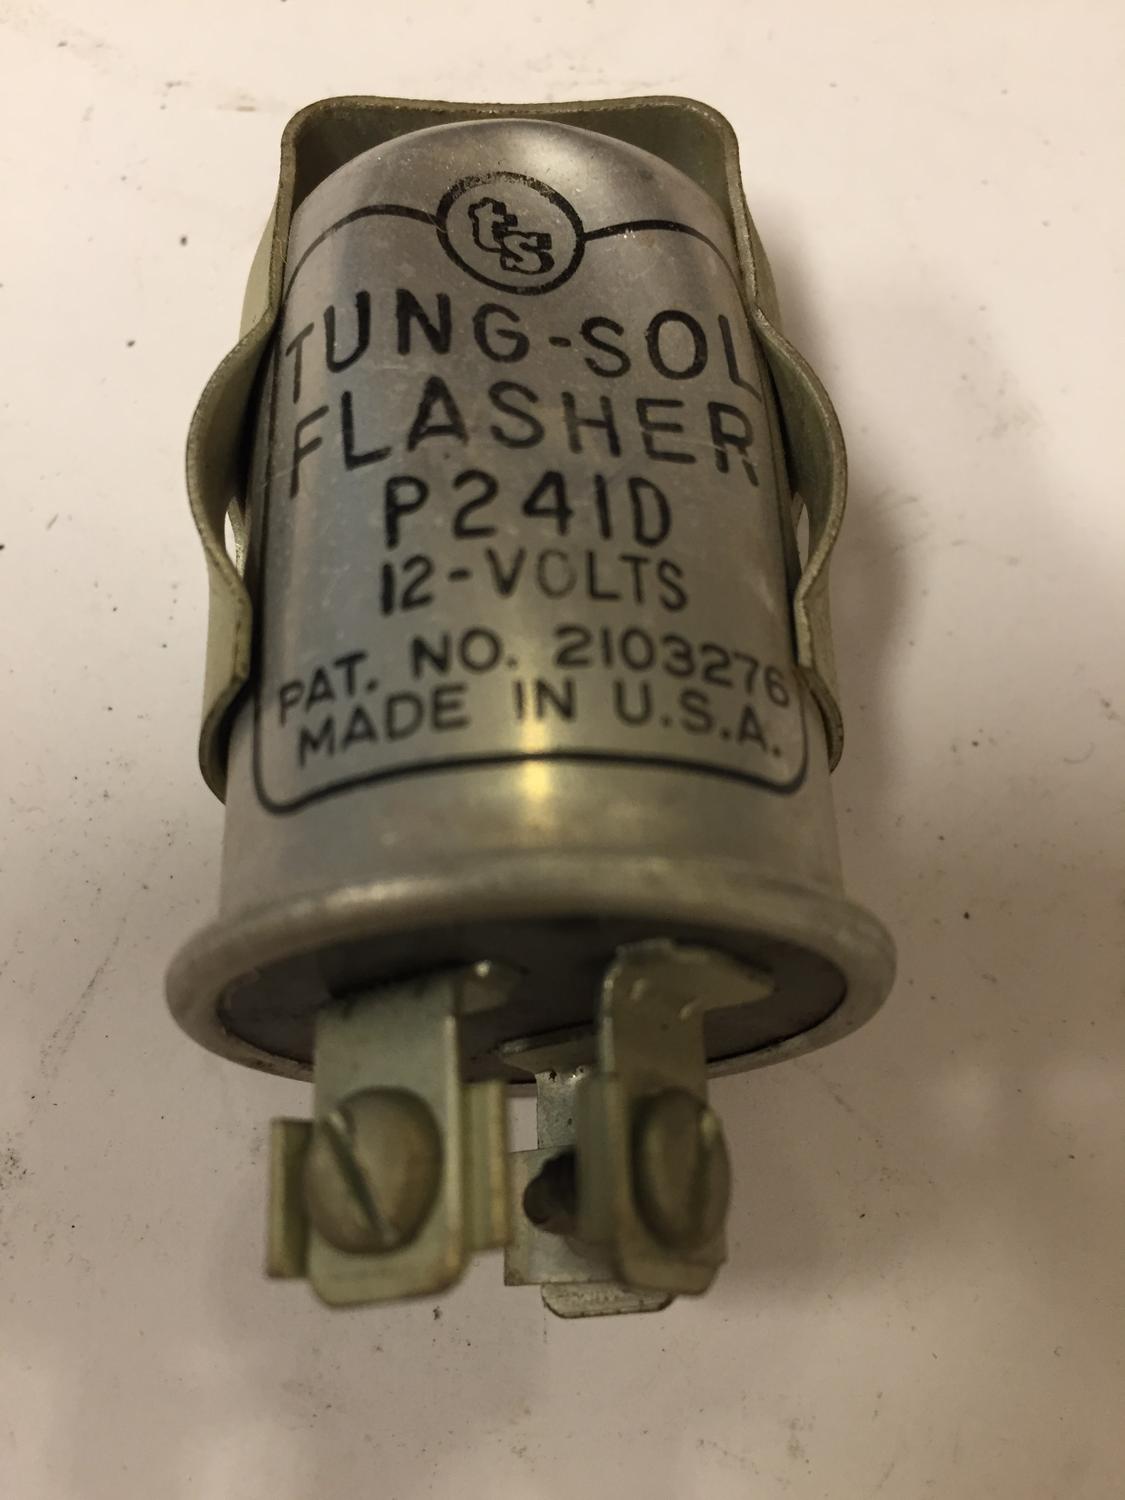 ts
TUNG-SOL
FLASHER
P241D
12-VOLTS
PAT. NO. 2103276
MADE IN U.S.A.